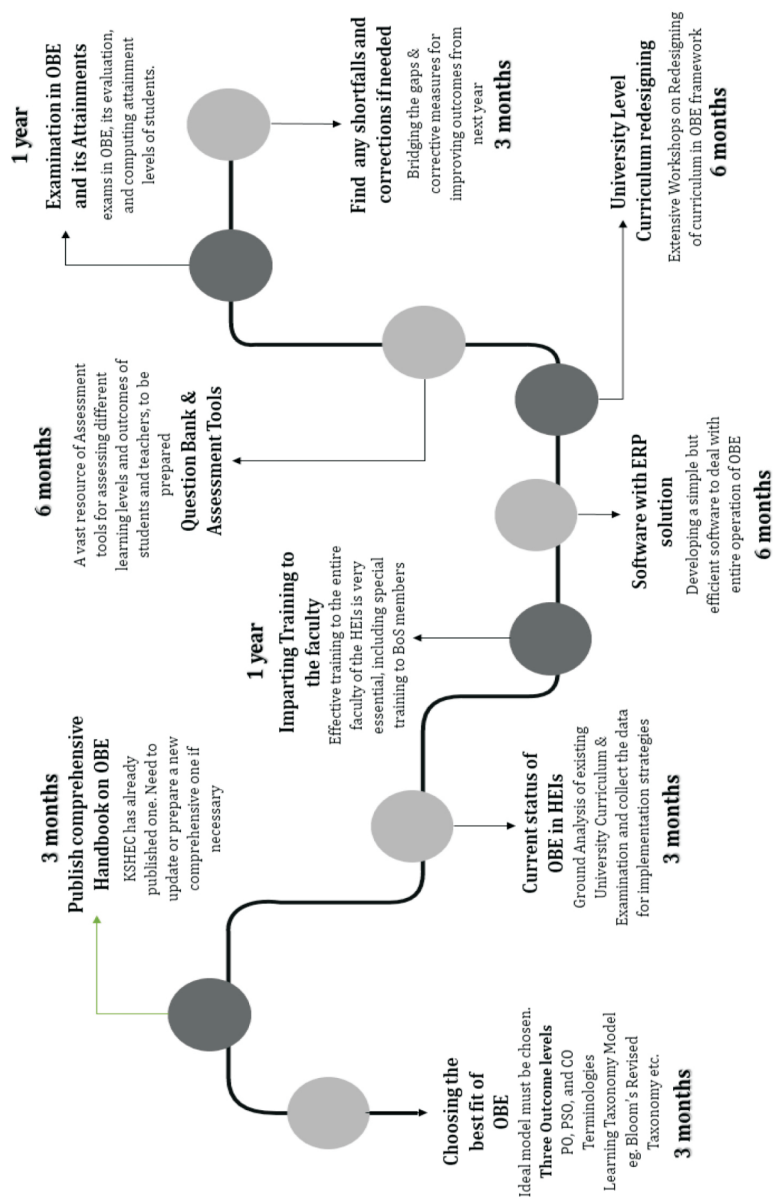 Choosing the
best fit of
OBE
Ideal model must be chosen.
Three Outcome levels
PO, PSO, and CO
Terminologies
Learning Taxonomy Model
eg. Bloom's Revised
Taxonomy etc.
3 months
3 months
Publish comprehensive
Handbook on OBE
KSHEC has already
published one. Need to
update or prepare a new
comprehensive one if
necessary
Current status of
OBE in HEIs
Ground Analysis of existing
University Curriculum &
Examination and collect the data
for implementation strategies
3 months
1 year
Imparting Training to
the faculty
Effective training to the entire
faculty of the HEIs is very
essential, including special
training to BoS members
Software with ERP
solution
Developing a simple but
efficient software to deal with
entire operation of OBE
6 months
University Level
Curriculum redesigning
Extensive Workshops on Redesigning
of curriculum in OBE framework
6 months
6 months
A vast resource of Assessment
tools for assessing different
learning levels and outcomes of
students and teachers, to be
prepared
Question Bank &
Assessment Tools
1 year
Examination in OBE
and its Attainments
exams in OBE, its evaluation,
and computing attainment
levels of students.
Find any shortfalls and
corrections if needed
Bridging the gaps &
corrective measures for
improving outcomes from
next year
3 months